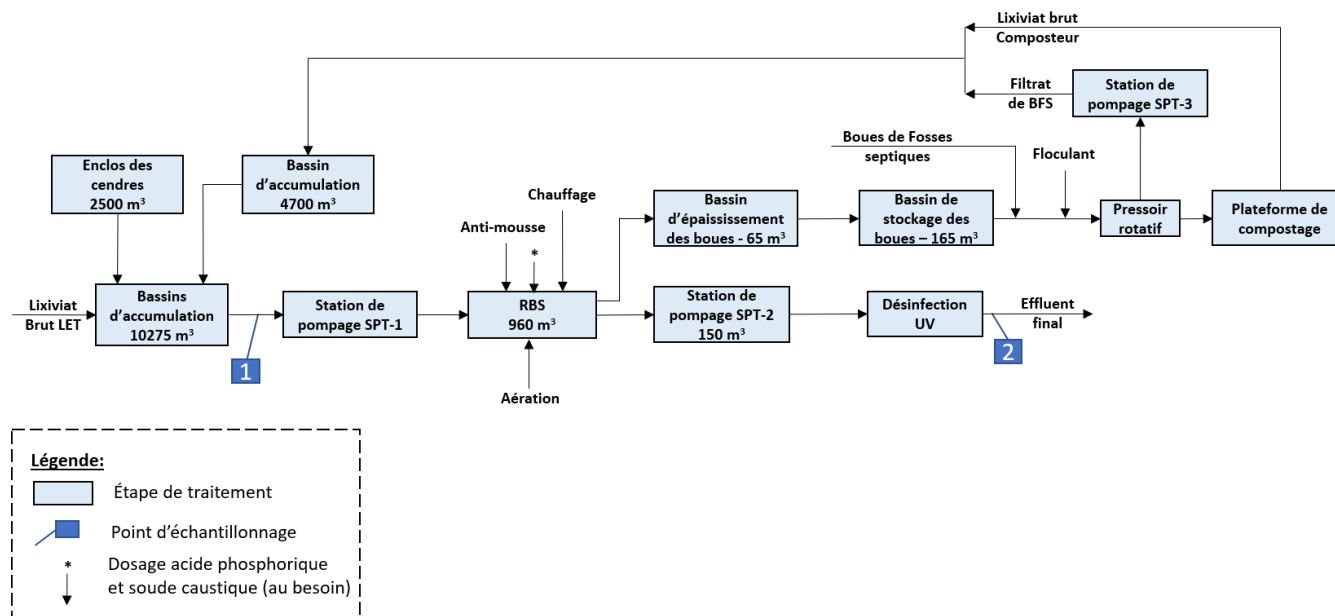 Lixiviat brut
Composteur
Filtrat
de BFS
Station de
pompage SPT-3
Boues de Fosses
septiques
Floculant
Enclos des
cendres
2500 m³
Bassin
d'accumulation
4700 m³
Chauffage
Anti-mousse
*
Bassin
d'épaississement
des boues - 65 m³
Bassin de
stockage des
boues – 165 m³
Pressoir
rotatif
Plateforme de
compostage
Lixiviat
Brut LET
Bassins
d'accumulation
10275 m³
Station de
pompage SPT-1
RBS
960 m³
Station de
pompage SPT-2
150 m³
Désinfection
UV
Effluent
final
1
2
Aération
Légende:
Étape de traitement
Point d'échantillonnage
*
Dosage acide phosphorique
et soude caustique (au besoin)